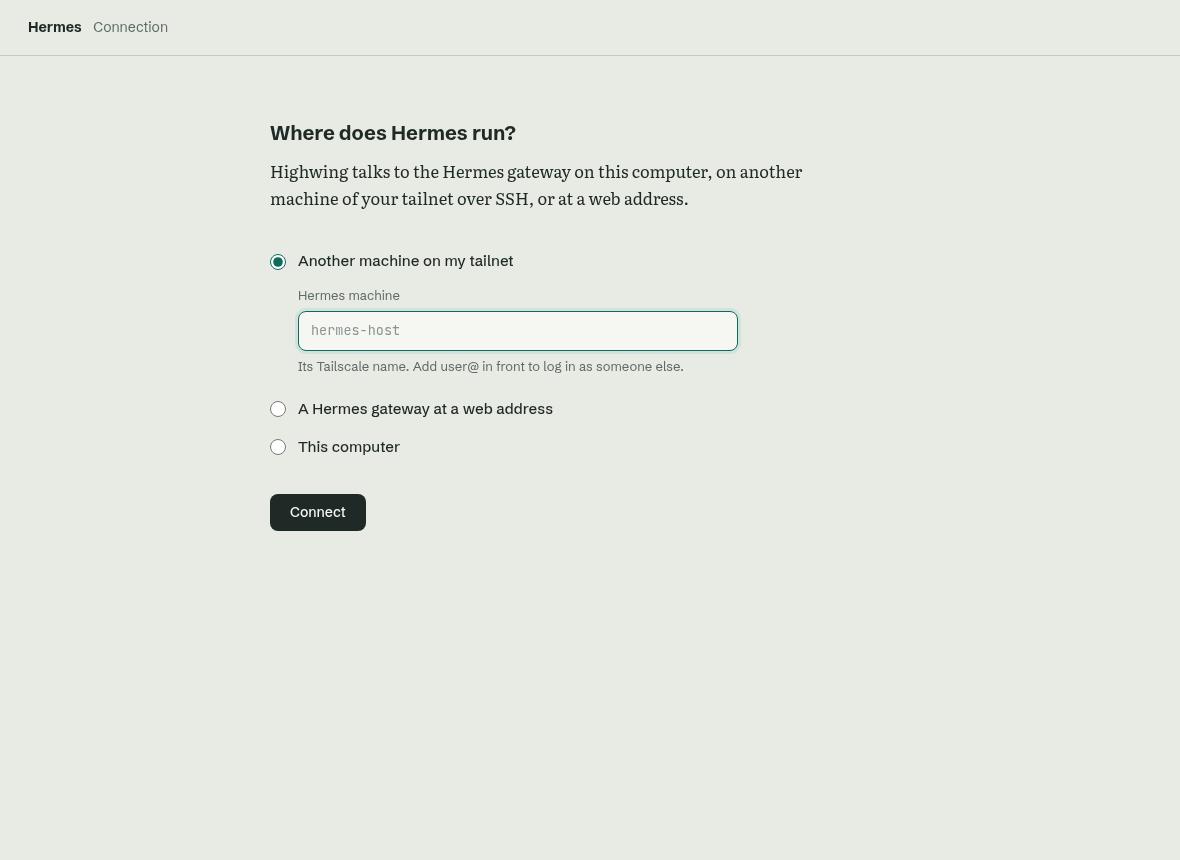 Hermes Connection
Where does Hermes run?
Highwing talks to the Hermes gateway on this computer, on another
machine of your tailnet over SSH, or at a web address.
Another machine on my tailnet
Hermes machine
hermes-host
Its Tailscale name. Add user@ in front to log in as someone else.
A Hermes gateway at a web address
This computer
Connect